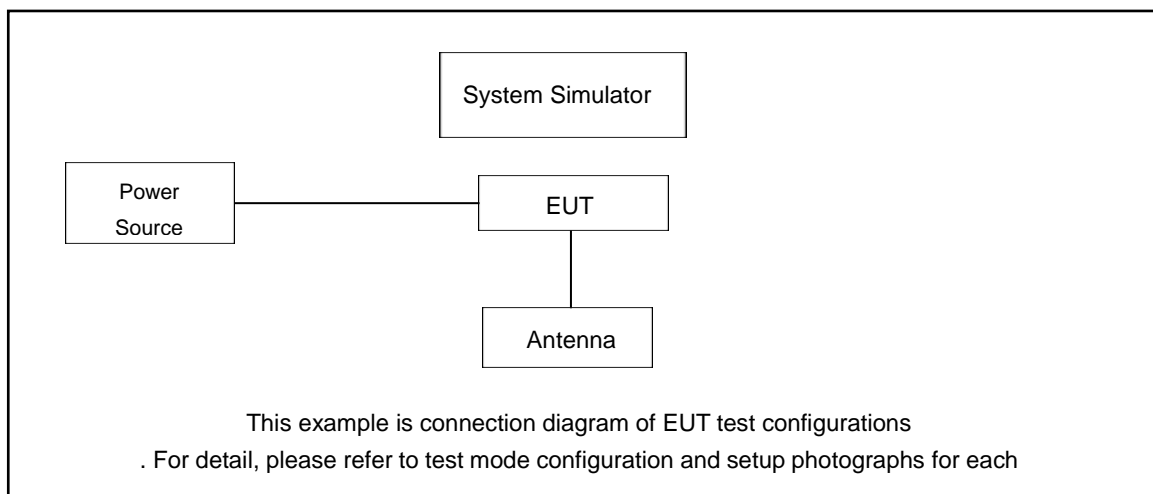 System Simulator
Power
Source
EUT
Antenna
This example is connection diagram of EUT test configurations
. For detail, please refer to test mode configuration and setup photographs for each